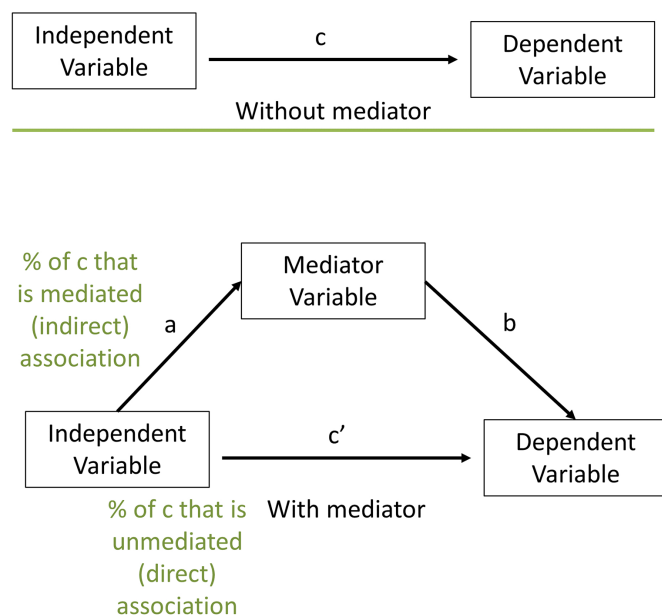 Independent
Variable
c
Dependent
Variable
Without mediator
% of c that
is mediated
(indirect)
association
a
Mediator
Variable
b
Independent
Variable
c’
Dependent
Variable
% of c that is
unmediated
(direct)
association
With mediator